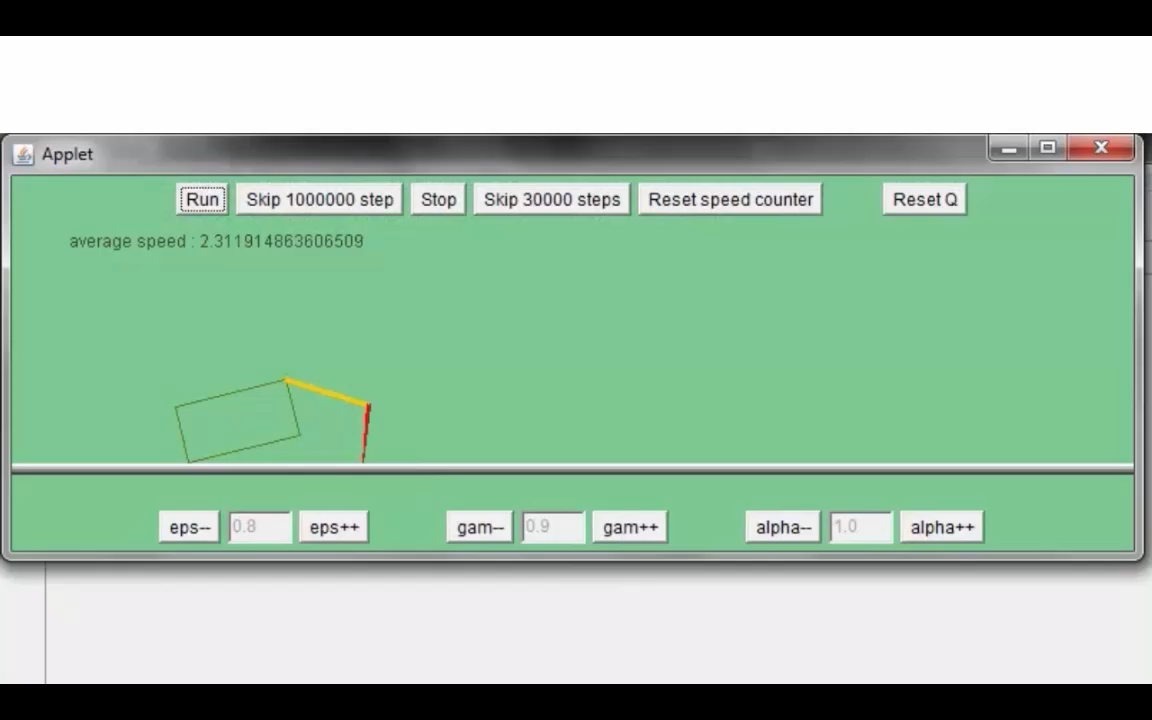 Applet
Run Skip 1000000 step Stop Skip 30000 steps Reset speed counter Reset Q
average speed : 2.311914863606509
eps-- 0.8 eps++ gam-- 0.9 gam++ alpha-- 1.0 alpha++